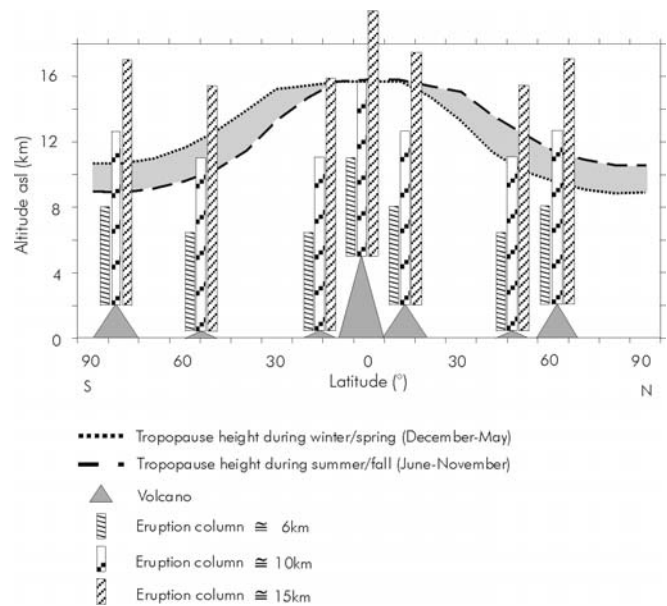 16
12
8
4
0
Altitude asl (km)
90 60 30 0 30 60 90
S Latitude (°) N
Tropopause height during winter/spring (December-May)
Tropopause height during summer/fall (June-November)
Volcano
Eruption column ≅ 6km
Eruption column ≅ 10km
Eruption column ≅ 15km